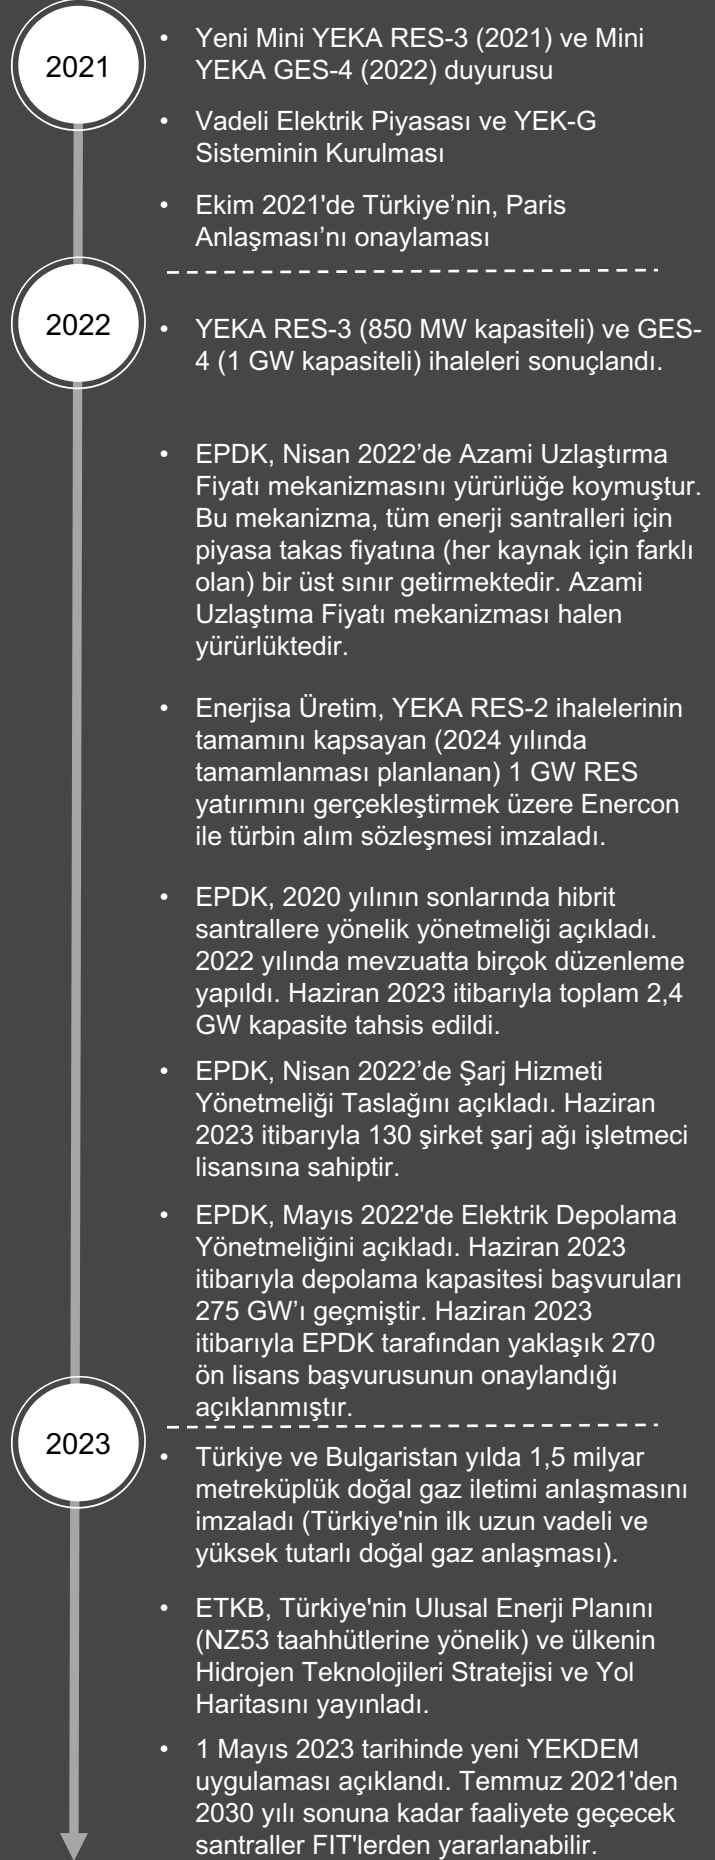 2021
• Yeni Mini YEKA RES-3 (2021) ve Mini
YEKA GES-4 (2022) duyurusu
• Vadeli Elektrik Piyasası ve YEK-G
Sisteminin Kurulması
• Ekim 2021'de Türkiye’nin, Paris
Anlaşması’nı onaylaması
2022
• YEKA RES-3 (850 MW kapasiteli) ve GES-
4 (1 GW kapasiteli) ihaleleri sonuçlandı.
• EPDK, Nisan 2022’de Azami Uzlaştırma
Fiyatı mekanizmasını yürürlüğe koymuştur.
Bu mekanizma, tüm enerji santralleri için
piyasa takas fiyatına (her kaynak için farklı
olan) bir üst sınır getirmektedir. Azami
Uzlaştıma Fiyatı mekanizması halen
yürürlüktedir.
• Enerjisa Üretim, YEKA RES-2 ihalelerinin
tamamını kapsayan (2024 yılında
tamamlanması planlanan) 1 GW RES
yatırımını gerçekleştirmek üzere Enercon
ile türbin alım sözleşmesi imzaladı.
• EPDK, 2020 yılının sonlarında hibrit
santrallere yönelik yönetmeliği açıkladı.
2022 yılında mevzuatta birçok düzenleme
yapıldı. Haziran 2023 itibarıyla toplam 2,4
GW kapasite tahsis edildi.
• EPDK, Nisan 2022’de Şarj Hizmeti
Yönetmeliği Taslağını açıkladı. Haziran
2023 itibarıyla 130 şirket şarj ağı işletmeci
lisansına sahiptir.
• EPDK, Mayıs 2022'de Elektrik Depolama
Yönetmeliğini açıkladı. Haziran 2023
itibarıyla depolama kapasitesi başvuruları
275 GW’ı geçmiştir. Haziran 2023
itibarıyla EPDK tarafından yaklaşık 270
ön lisans başvurusunun onaylandığı
açıklanmıştır.
2023
• Türkiye ve Bulgaristan yılda 1,5 milyar
metreküplük doğal gaz iletimi anlaşmasını
imzaladı (Türkiye'nin ilk uzun vadeli ve
yüksek tutarlı doğal gaz anlaşması).
• ETKB, Türkiye'nin Ulusal Enerji Planını
(NZ53 taahhütlerine yönelik) ve ülkenin
Hidrojen Teknolojileri Stratejisi ve Yol
Haritasını yayınladı.
• 1 Mayıs 2023 tarihinde yeni YEKDEM
uygulaması açıklandı. Temmuz 2021'den
2030 yılı sonuna kadar faaliyete geçecek
santraller FIT'lerden yararlanabilir.